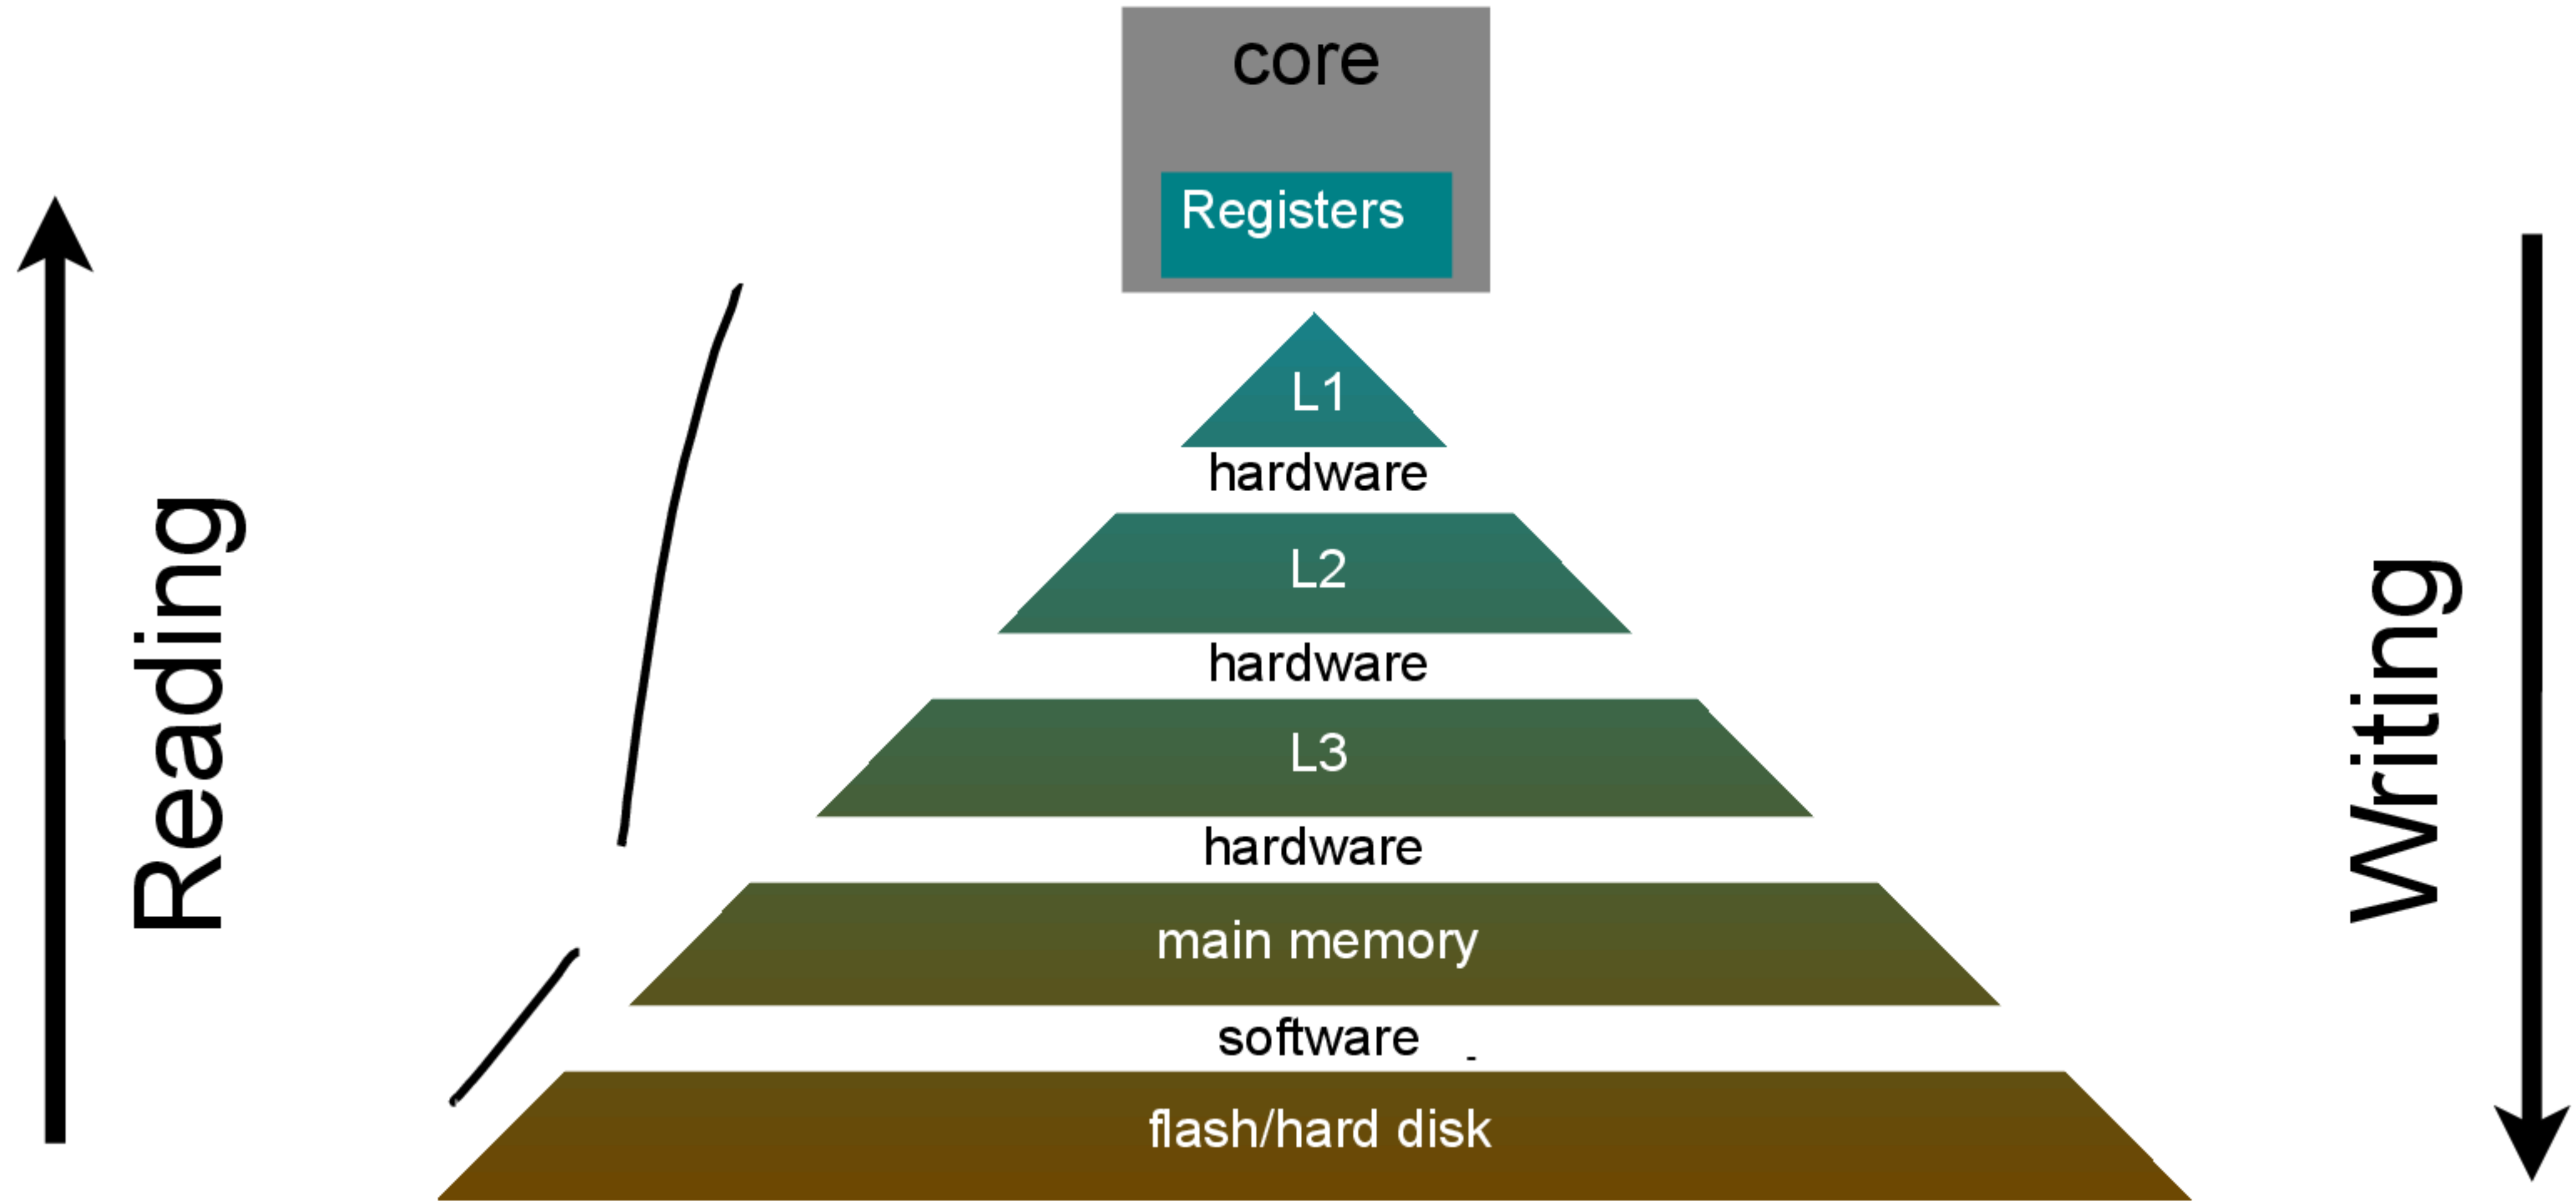 core
Registers
L1
hardware
L2
hardware
L3
hardware
main memory
software
flash/hard disk
Reading
Writing